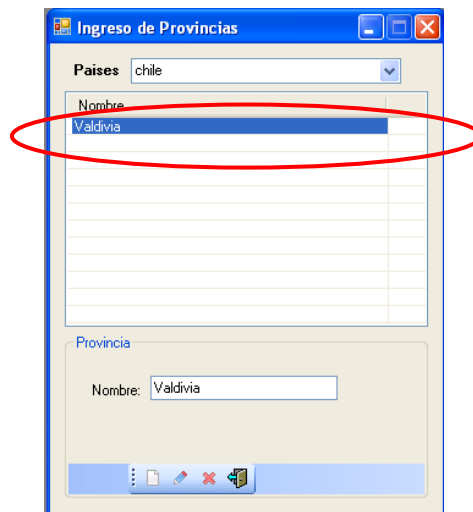 Ingreso de Provincias
Paises chile
Nombre
Valdivia
Provincia
Nombre: Valdivia